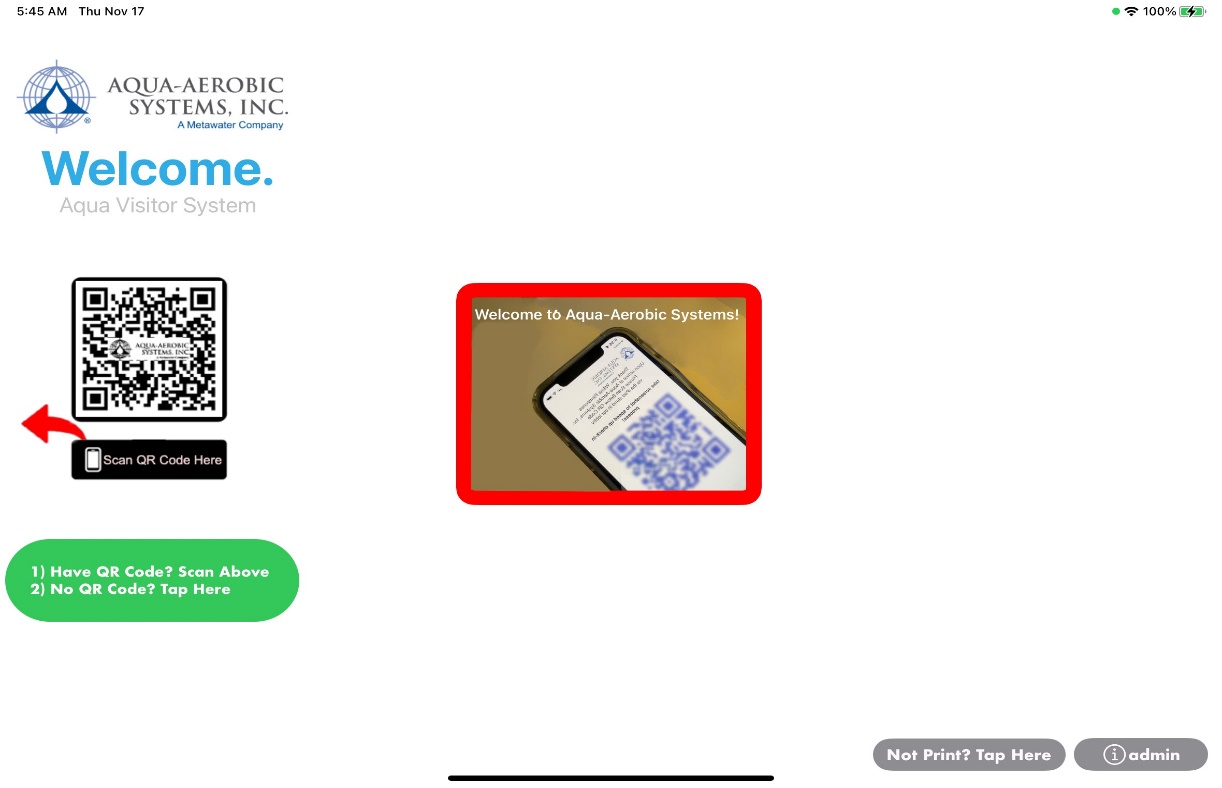 5:45 AM Thu Nov 17
100%
AQUA-AEROBIC
SYSTEMS, INC.
A Metawater Company
®
Welcome.
Aqua Visitor System
AQUA-AEROBIC
SYSTEMS, INC
Scan QR Code Here
1) Have QR Code? Scan Above
2) No QR Code? Tap Here
Welcome to Aqua-Aerobic Systems!
Not Print? Tap Here
i admin